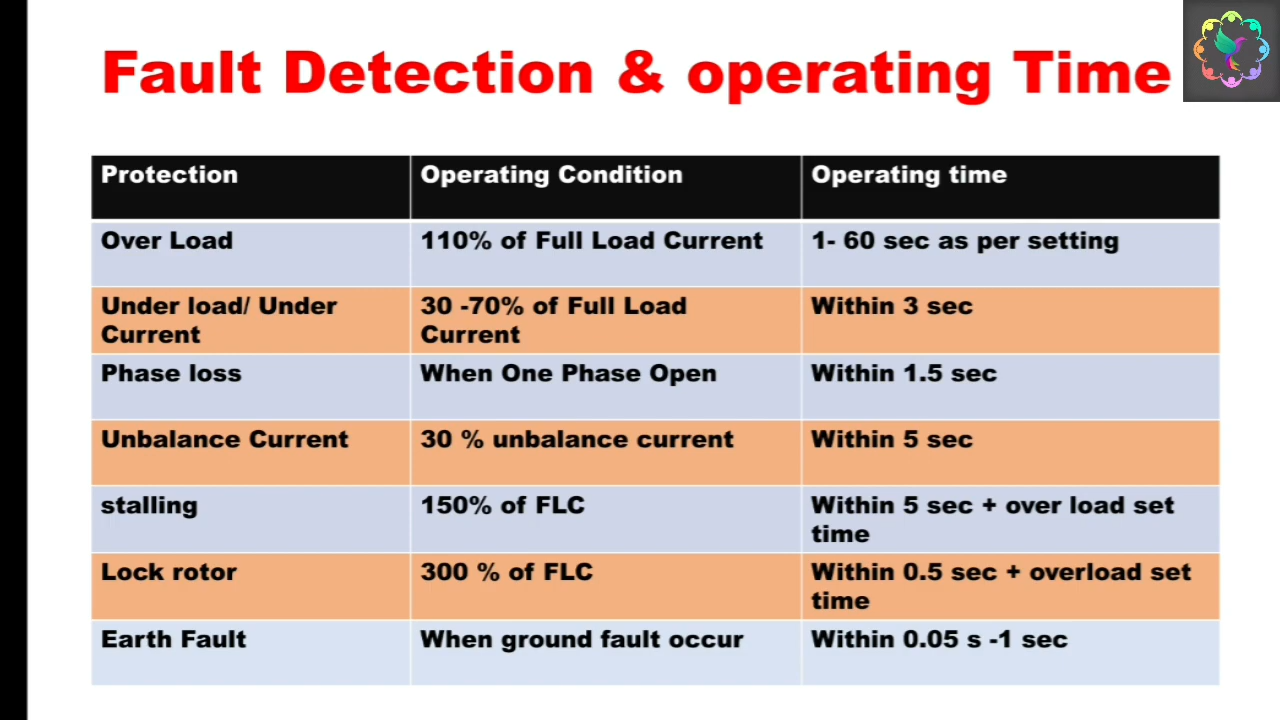 Fault Detection & operating Time
Protection
Operating Condition
Operating time
Over Load
110% of Full Load Current
1- 60 sec as per setting
Under load/ Under
Current
30 -70% of Full Load
Current
Within 3 sec
Phase loss
When One Phase Open
Within 1.5 sec
Unbalance Current
30 % unbalance current
Within 5 sec
stalling
150% of FLC
Within 5 sec + over load set
time
Lock rotor
300 % of FLC
Within 0.5 sec + overload set
time
Earth Fault
When ground fault occur
Within 0.05 s -1 sec